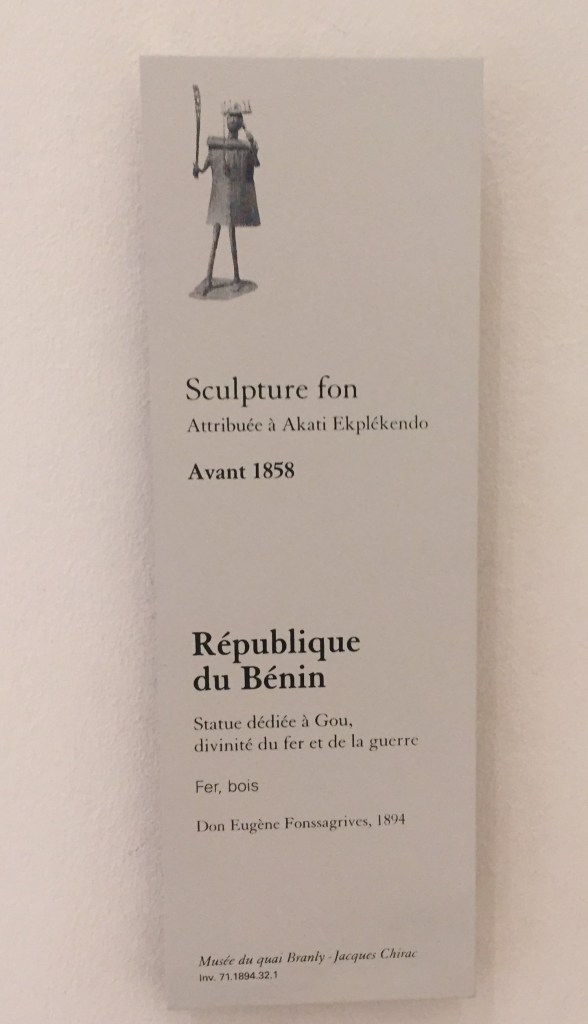 Sculpture fon
Attribuée à Akati Ekplékendo
Avant 1858
République
du Bénin
Statue dédiée à Gou,
divinité du fer et de la guerre
Fer, bois
Don Eugène Fonssagrives, 1894
Musée du quai Branly - Jacques Chirac
Inv. 71.1894.32.1